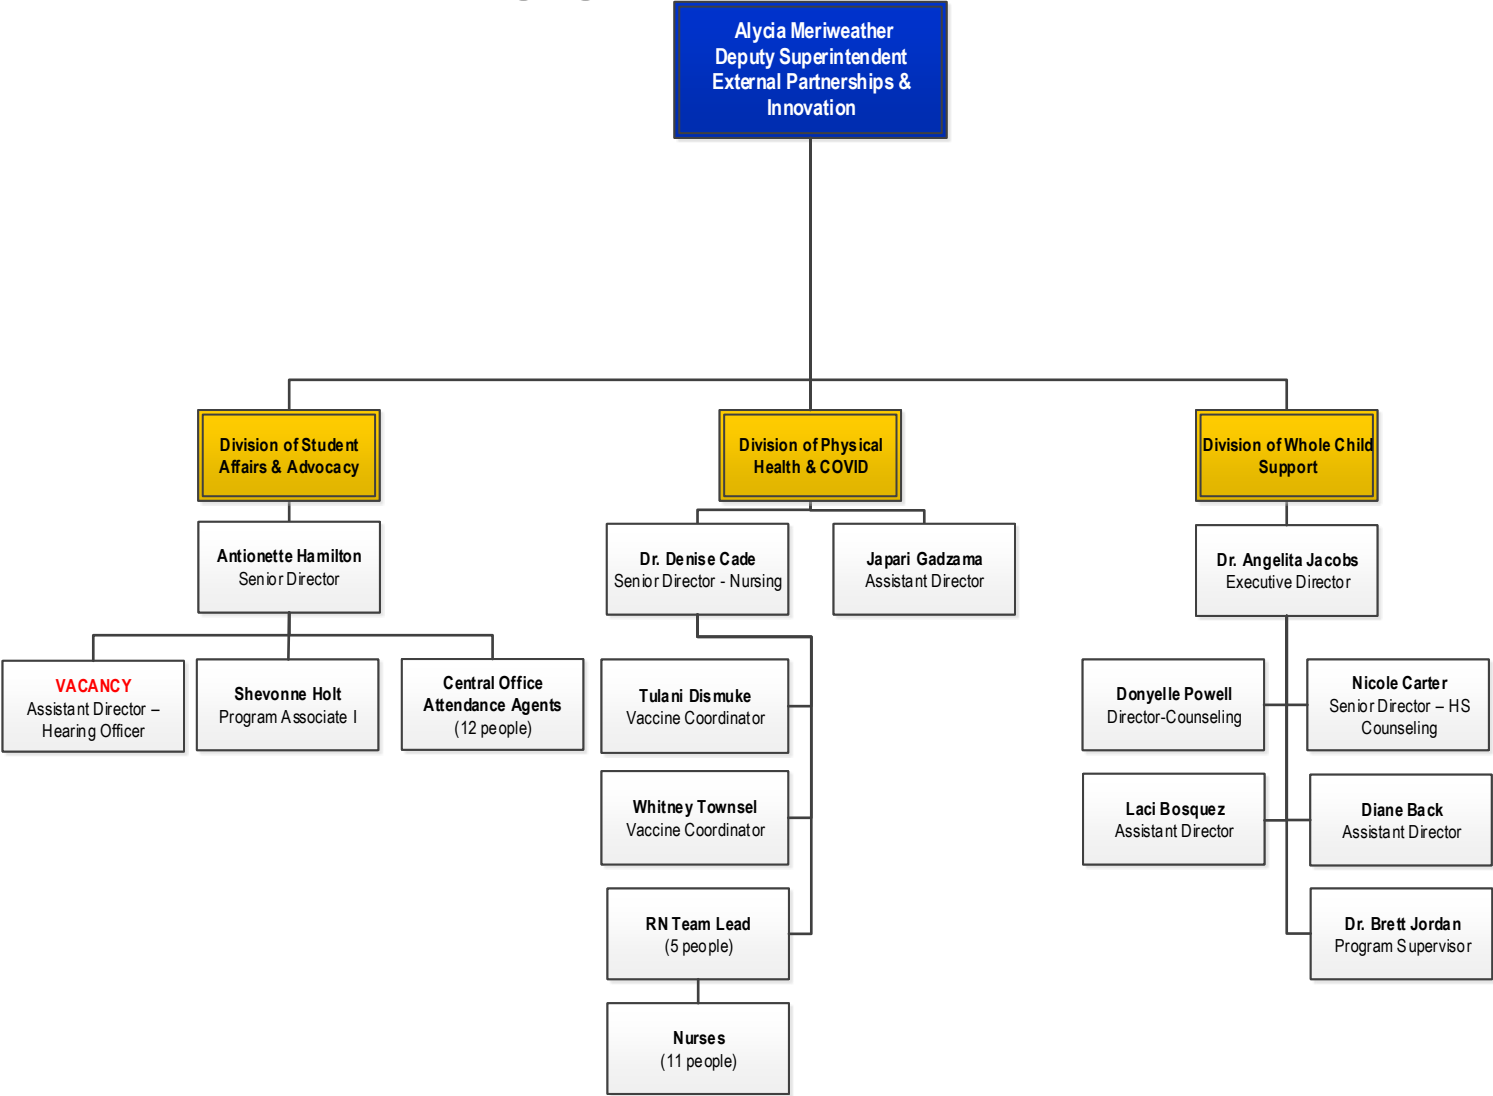 Alycia Meriweather
Deputy Superintendent
External Partnerships &
Innovation
Division of Student
Affairs & Advocacy
Division of Physical
Health & COVID
Division of Whole Child
Support
Antionette Hamilton
Senior Director
Dr. Denise Cade
Senior Director - Nursing
Japari Gadzama
Assistant Director
Dr. Angelita Jacobs
Executive Director
VACANCY
Assistant Director –
Hearing Officer
Shevonne Holt
Program Associate I
Central Office
Attendance Agents
(12 people)
Tulani Dismuke
Vaccine Coordinator
Donyelle Powell
Director-Counseling
Nicole Carter
Senior Director – HS
Counseling
Whitney Townsel
Vaccine Coordinator
Laci Bosquez
Assistant Director
Diane Back
Assistant Director
RN Team Lead
(5 people)
Dr. Brett Jordan
Program Supervisor
Nurses
(11 people)